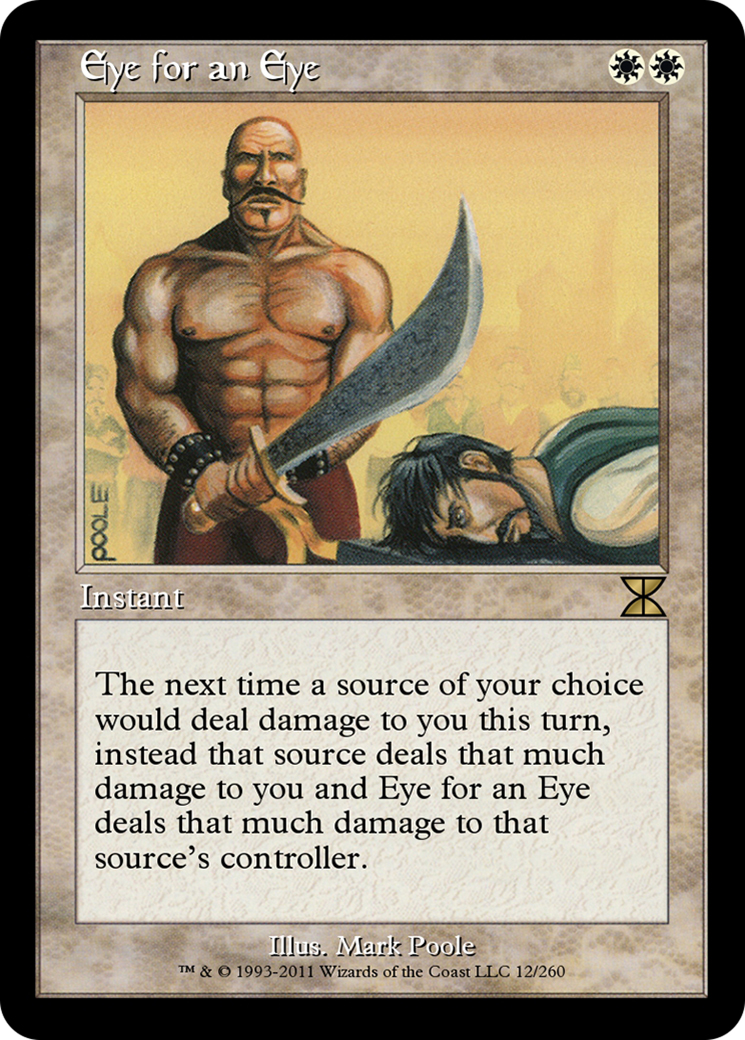 Eye for an Eye
POOLE
Instant
The next time a source of your choice
would deal damage to you this turn,
instead that source deals that much
damage to you and Eye for an Eye
deals that much damage to that
source's controller.
Illus. Mark Poole
™ & © 1993-2011 Wizards of the Coast LLC 12/260